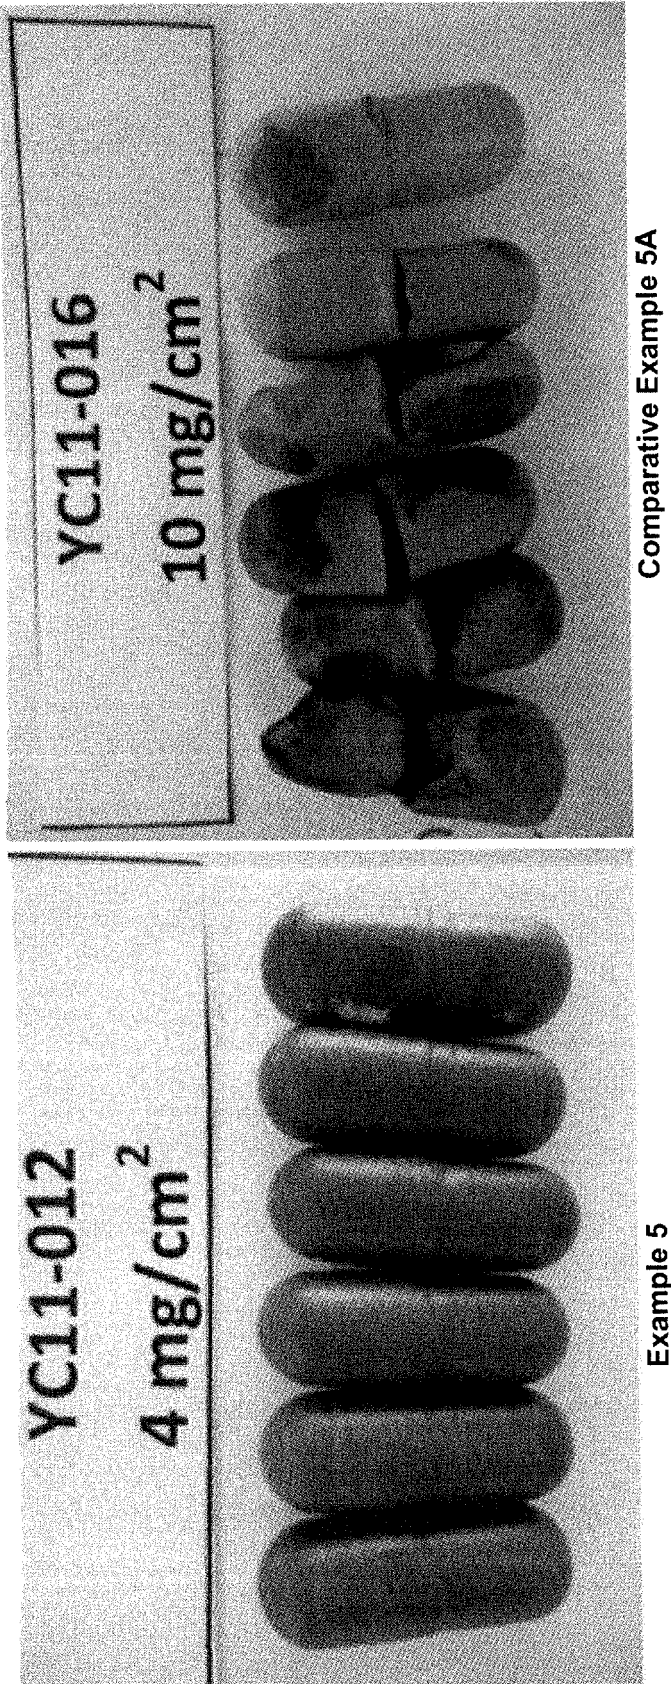 YC11-012
4 mg/cm²
Example 5
YC11-016
10 mg/cm²
Comparative Example 5A